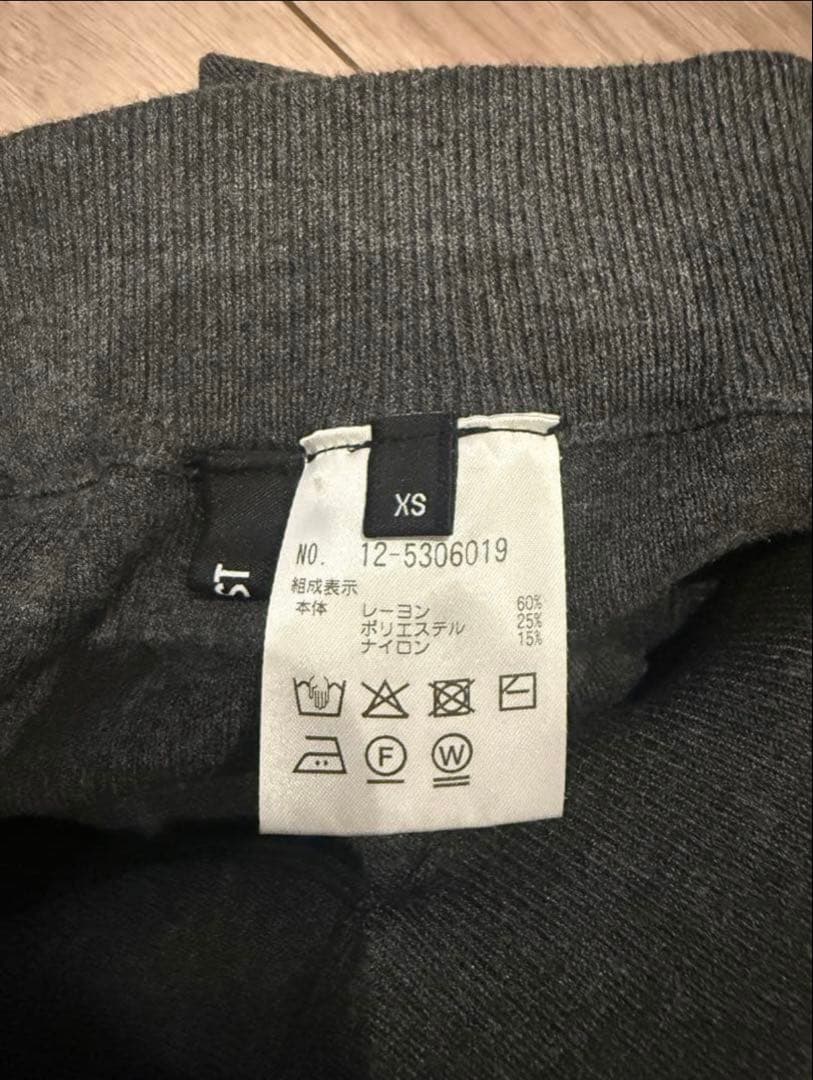 XS
ST
NO. 12-5306019
組成表示
本体 レーヨン 60%
ポリエステル 25%
ナイロン 15%
F W